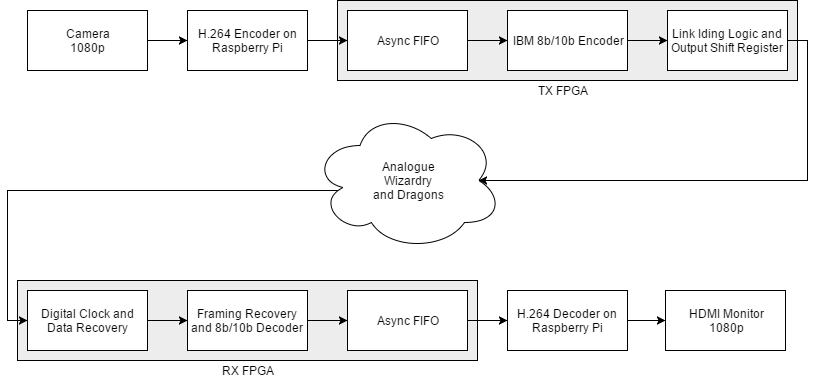 Camera
1080p
H.264 Encoder on
Raspberry Pi
Async FIFO
IBM 8b/10b Encoder
Link Iding Logic and
Output Shift Register
TX FPGA
Analogue
Wizardry
and Dragons
Digital Clock and
Data Recovery
Framing Recovery
and 8b/10b Decoder
Async FIFO
H.264 Decoder on
Raspberry Pi
HDMI Monitor
1080p
RX FPGA